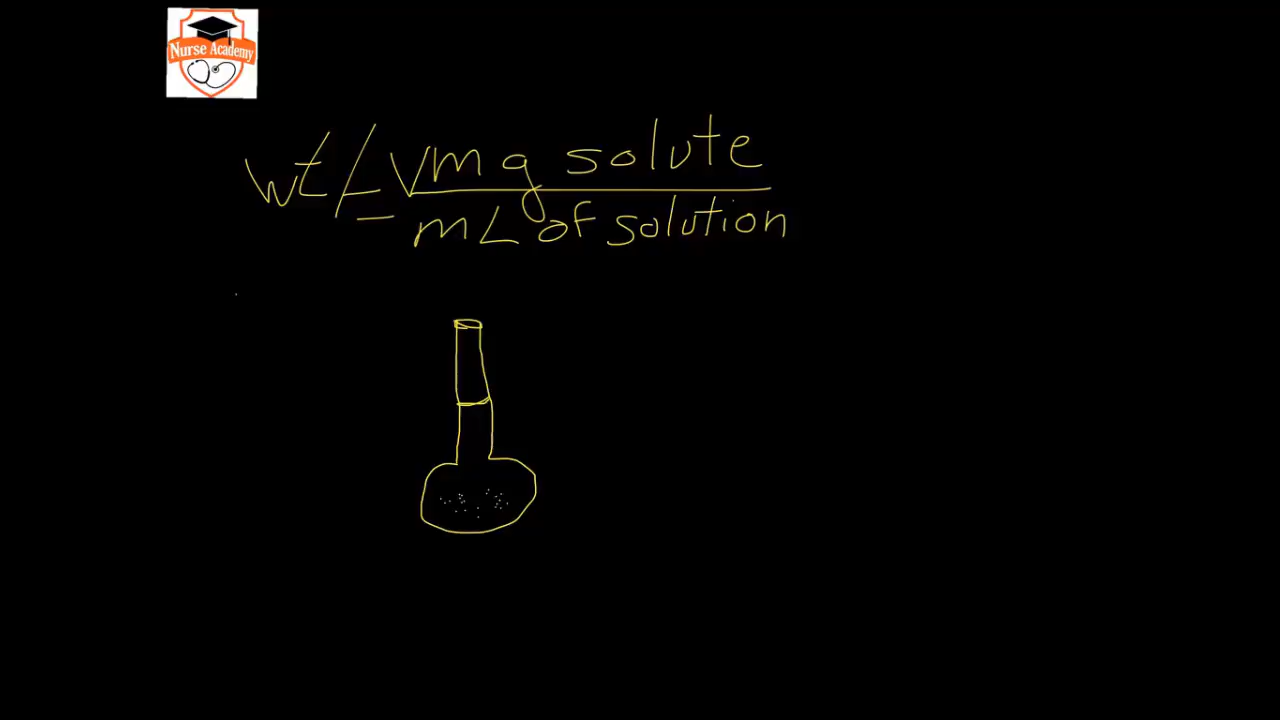 Nurse Academy
wt/v = mg solute
mL of solution